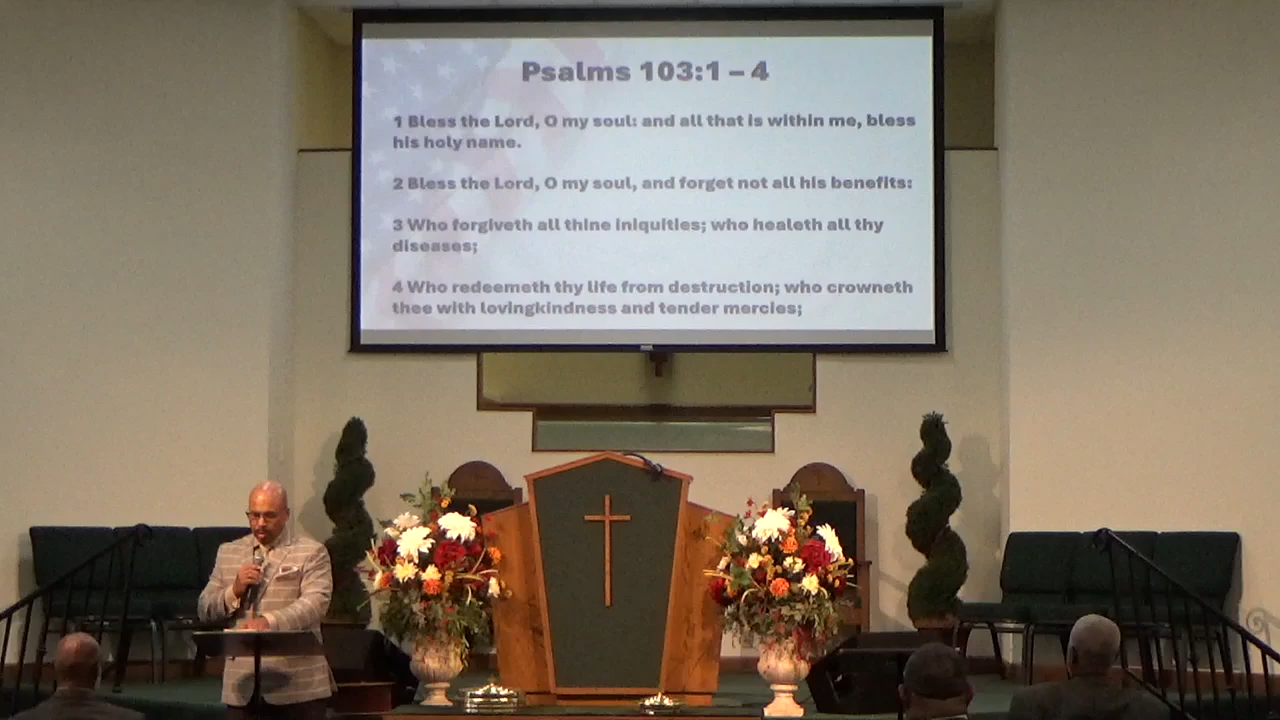 Psalms 103:1 – 4
1 Bless the Lord, O my soul: and all that is within me, bless
his holy name.
2 Bless the Lord, O my soul, and forget not all his benefits:
3 Who forgiveth all thine iniquities; who healeth all thy
diseases;
4 Who redeemeth thy life from destruction; who crowneth
thee with lovingkindness and tender mercies;